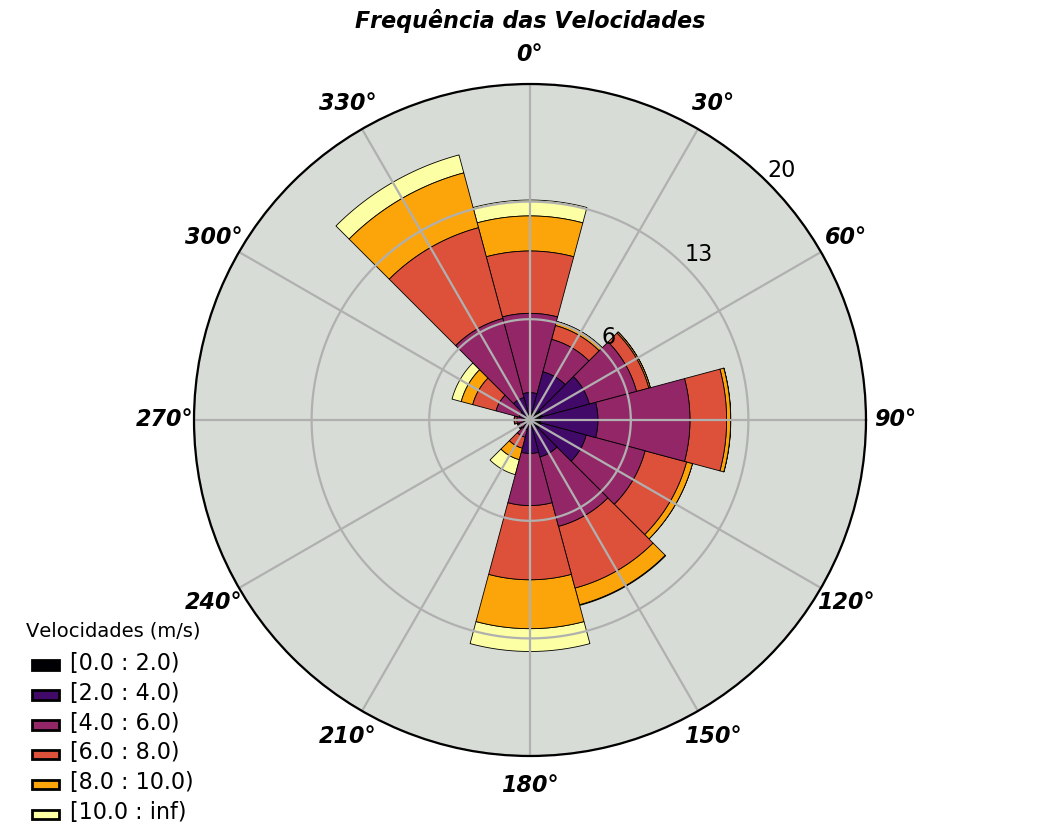 Frequência das Velocidades
0°
30°
60°
90°
120°
150°
180°
210°
240°
270°
300°
330°
6
13
20
Velocidades (m/s)
[0.0 : 2.0)
[2.0 : 4.0)
[4.0 : 6.0)
[6.0 : 8.0)
[8.0 : 10.0)
[10.0 : inf)